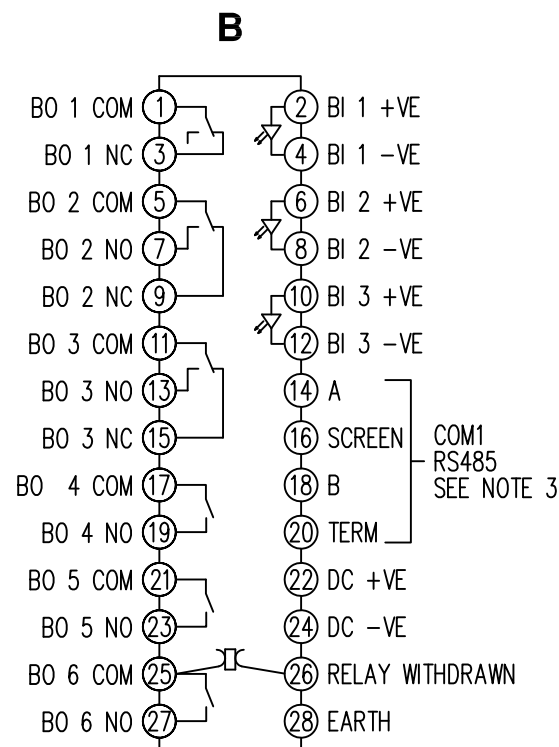 B
BO 1 COM 1 2 BI 1 +VE
BO 1 NC 3 4 BI 1 -VE
BO 2 COM 5 6 BI 2 +VE
BO 2 NO 7 8 BI 2 -VE
BO 2 NC 9 10 BI 3 +VE
BO 3 COM 11 12 BI 3 -VE
BO 3 NO 13 14 A
BO 3 NC 15 16 SCREEN
BO 4 COM 17 18 B
BO 4 NO 19 20 TERM
COM1
RS485
SEE NOTE 3
BO 5 COM 21 22 DC +VE
BO 5 NO 23 24 DC -VE
BO 6 COM 25 26 RELAY WITHDRAWN
BO 6 NO 27 28 EARTH